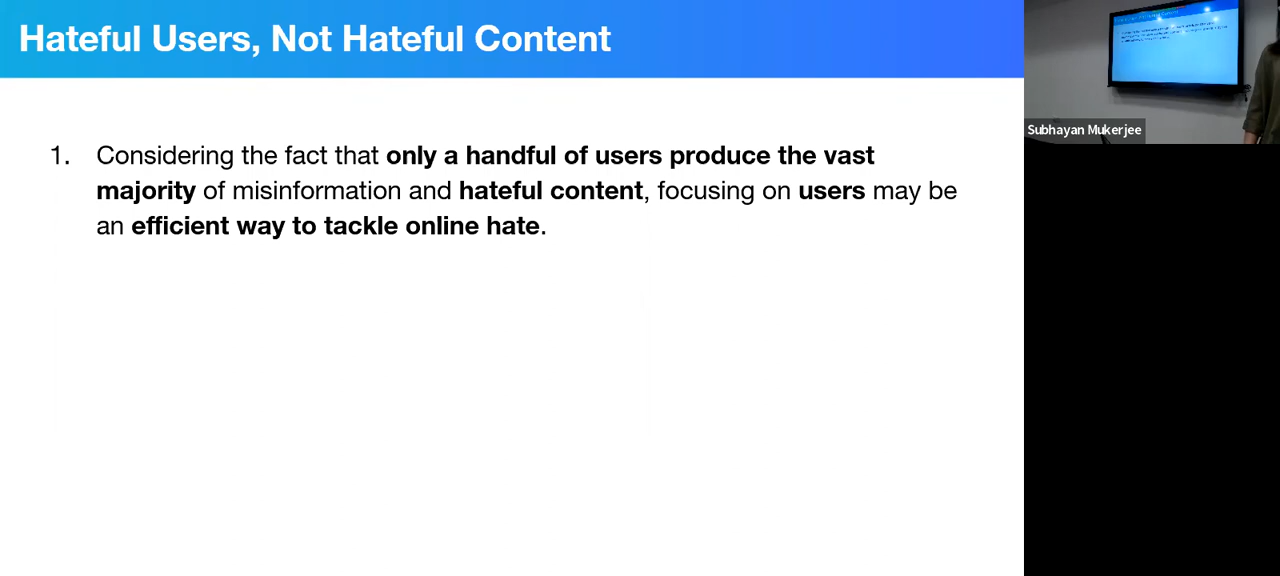 Hateful Users, Not Hateful Content
1. Considering the fact that only a handful of users produce the vast
majority of misinformation and hateful content, focusing on users may be
an efficient way to tackle online hate.
Subhayan Mukerjee